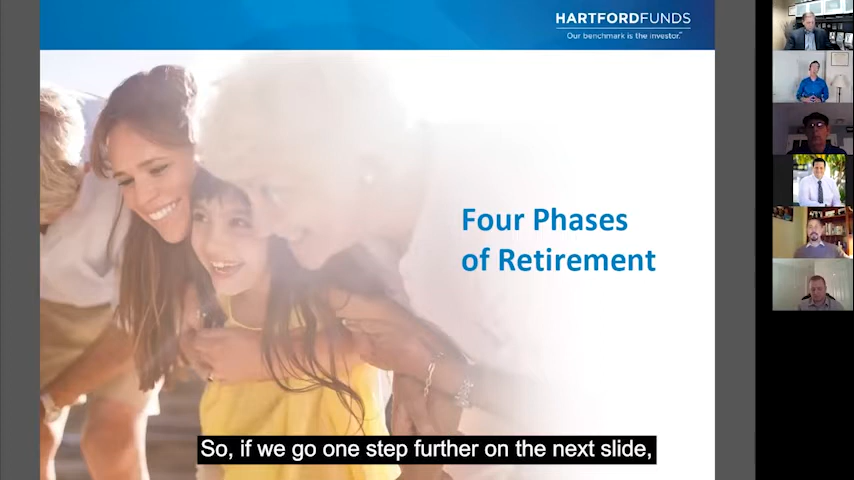 HARTFORDFUNDS
Our benchmark is the investor.™
Four Phases
of Retirement
So, if we go one step further on the next slide,